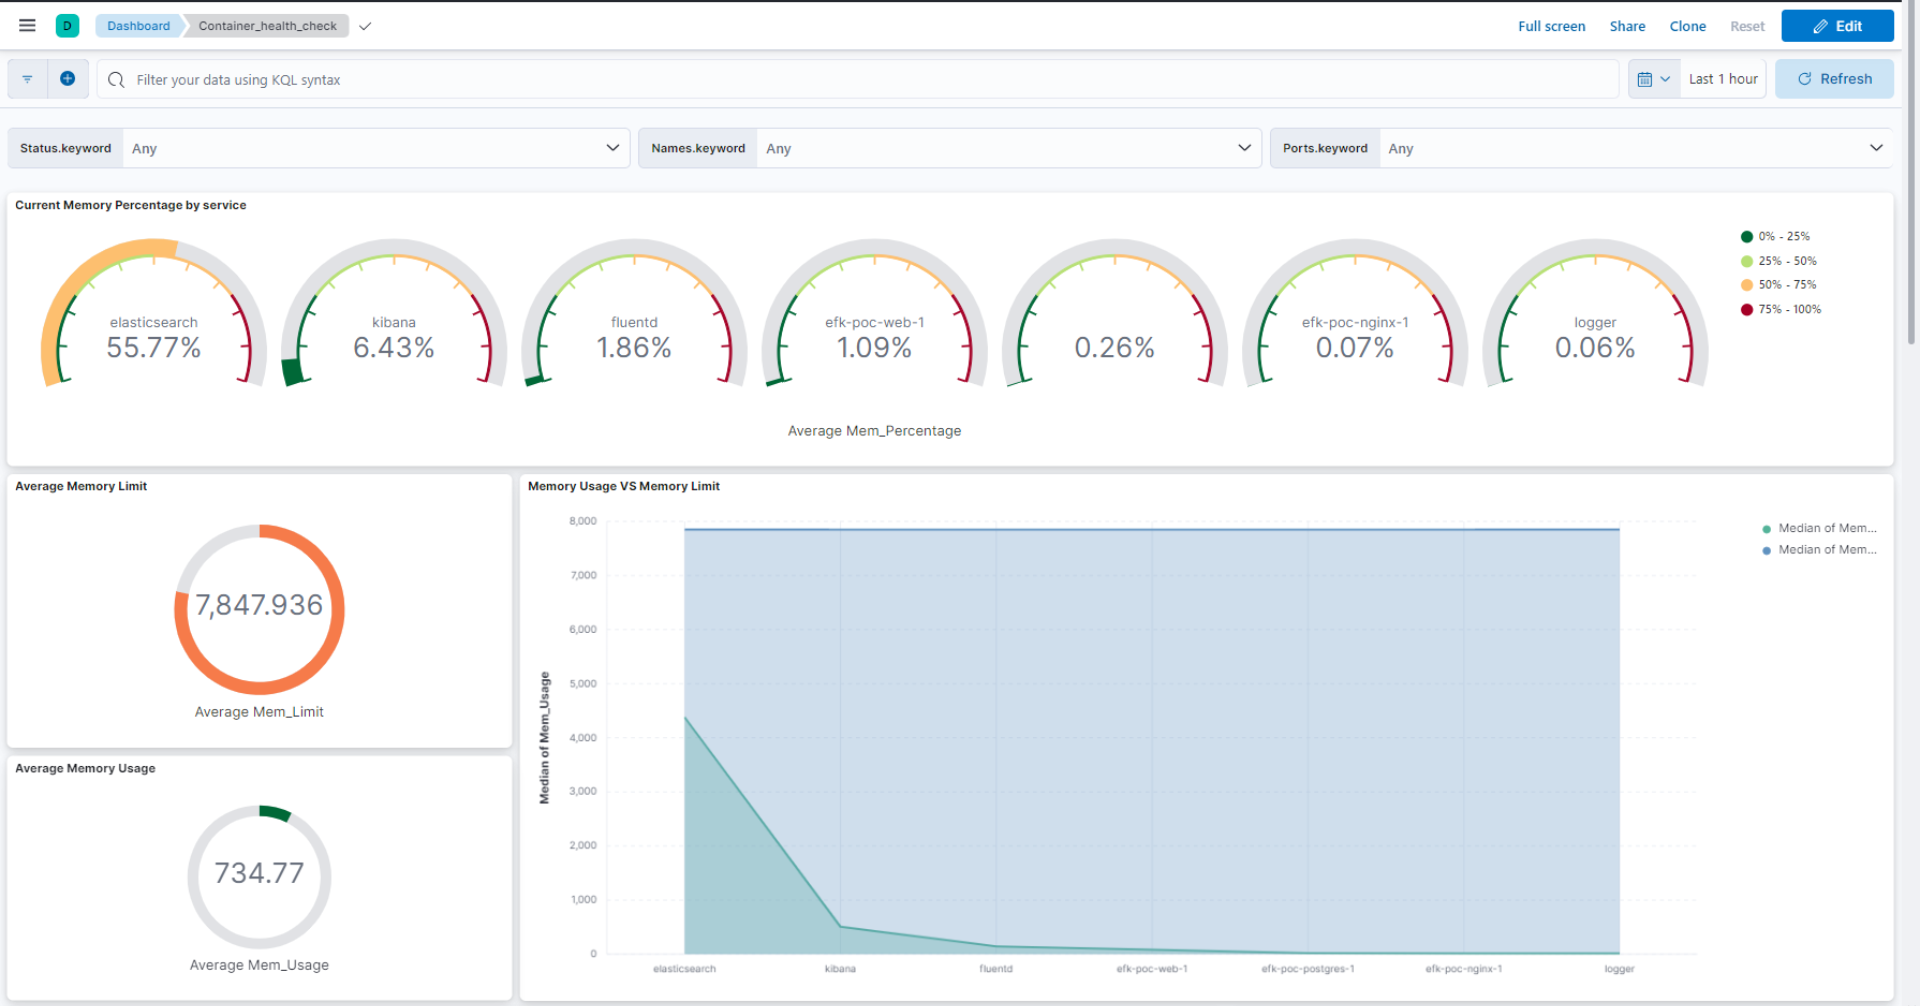 D Dashboard Container_health_check Full screen Share Clone Reset Edit
Filter your data using KQL syntax Last 1 hour Refresh
Status.keyword Any Names.keyword Any Ports.keyword Any
Current Memory Percentage by service
elasticsearch
55.77%
kibana
6.43%
fluentd
1.86%
efk-poc-web-1
1.09%
0.26%
efk-poc-nginx-1
0.07%
logger
0.06%
0% - 25%
25% - 50%
50% - 75%
75% - 100%
Average Mem_Percentage
Average Memory Limit
7,847.936
Average Mem_Limit
Average Memory Usage
734.77
Average Mem_Usage
Memory Usage VS Memory Limit
Median of Mem_Usage
8,000
7,000
6,000
5,000
4,000
3,000
2,000
1,000
0
elasticsearch kibana fluentd efk-poc-web-1 efk-poc-postgres-1 efk-poc-nginx-1 logger
Median of Mem...
Median of Mem...